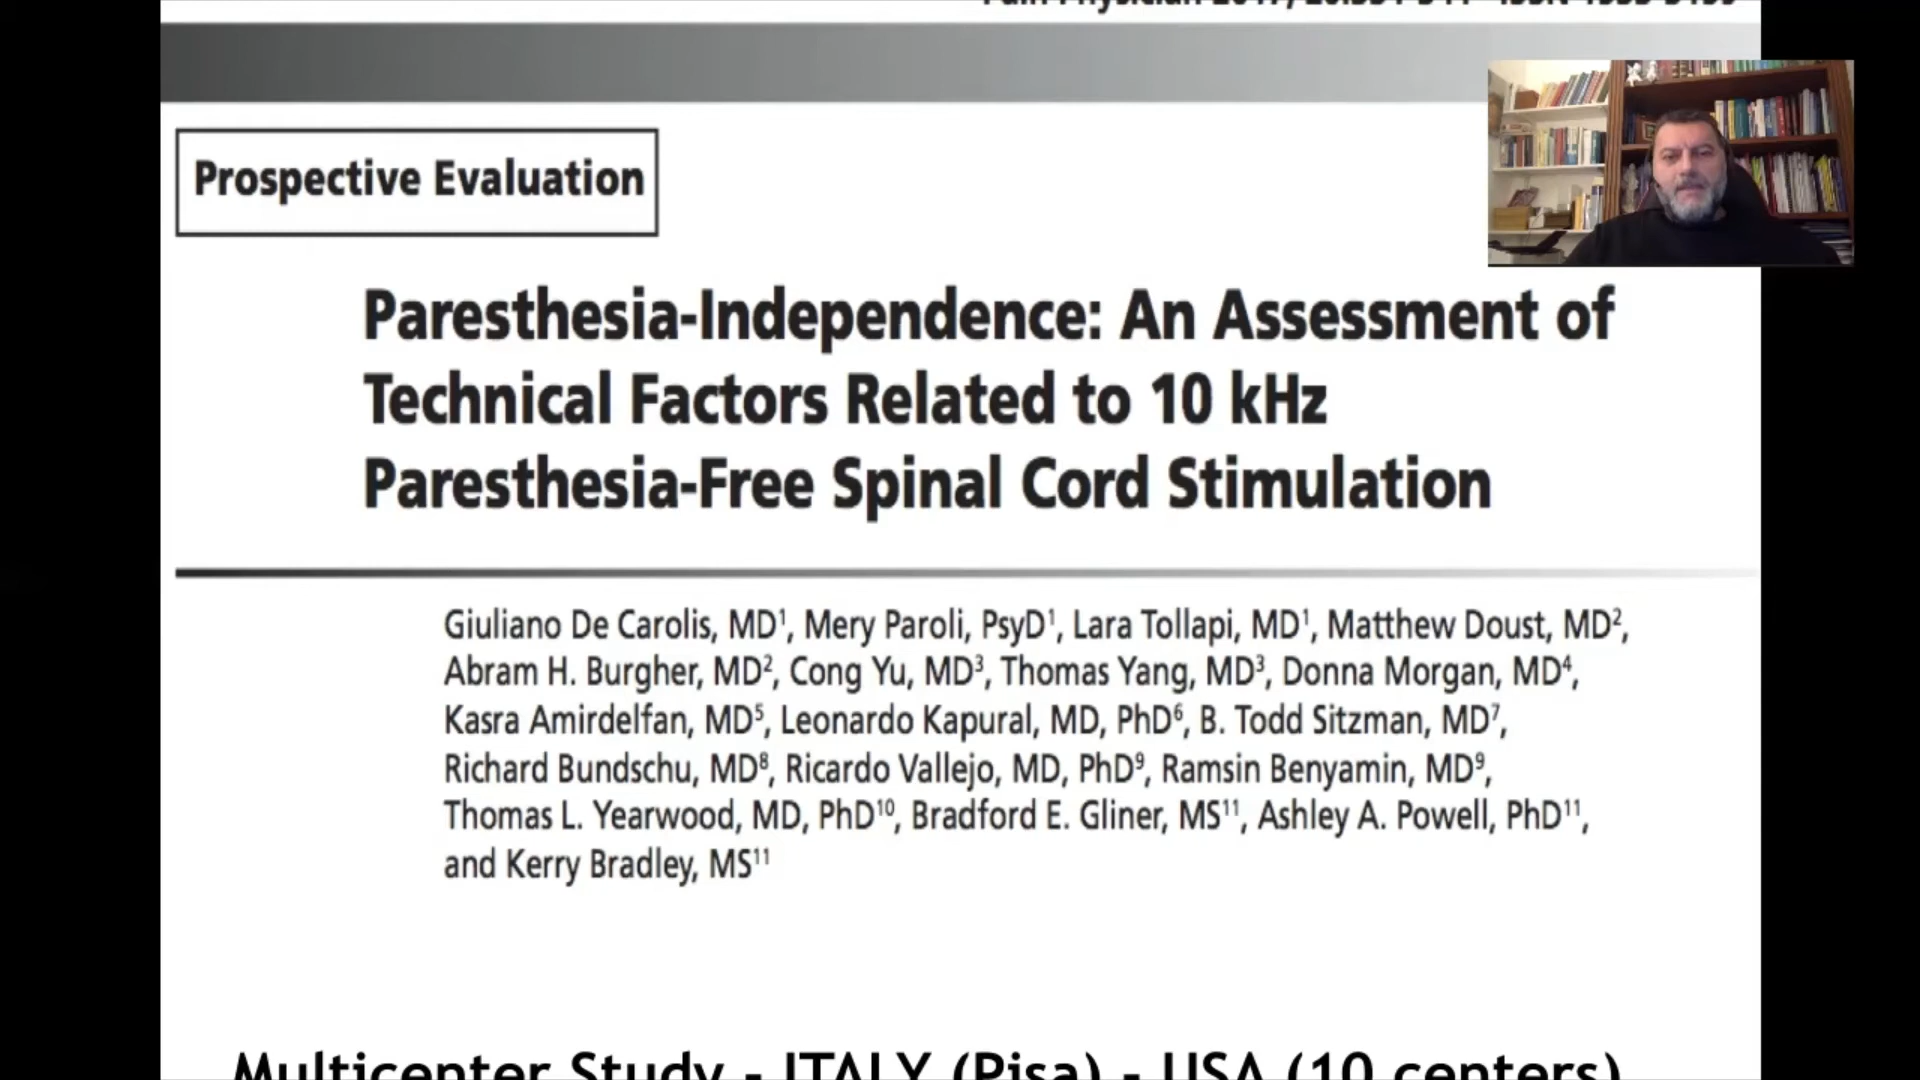 Prospective Evaluation
Paresthesia-Independence: An Assessment of
Technical Factors Related to 10 kHz
Paresthesia-Free Spinal Cord Stimulation
Giuliano De Carolis, MD¹, Mery Paroli, PsyD¹, Lara Tollapi, MD¹, Matthew Doust, MD²,
Abram H. Burgher, MD², Cong Yu, MD³, Thomas Yang, MD³, Donna Morgan, MD⁴,
Kasra Amirdelfan, MD⁵, Leonardo Kapural, MD, PhD⁶, B. Todd Sitzman, MD⁷,
Richard Bundschu, MD⁸, Ricardo Vallejo, MD, PhD⁹, Ramsin Benyamin, MD⁹,
Thomas L. Yearwood, MD, PhD¹⁰, Bradford E. Gliner, MS¹¹, Ashley A. Powell, PhD¹¹,
and Kerry Bradley, MS¹¹
Multicenter Study - ITALY (Pisa) - USA (10 centers)